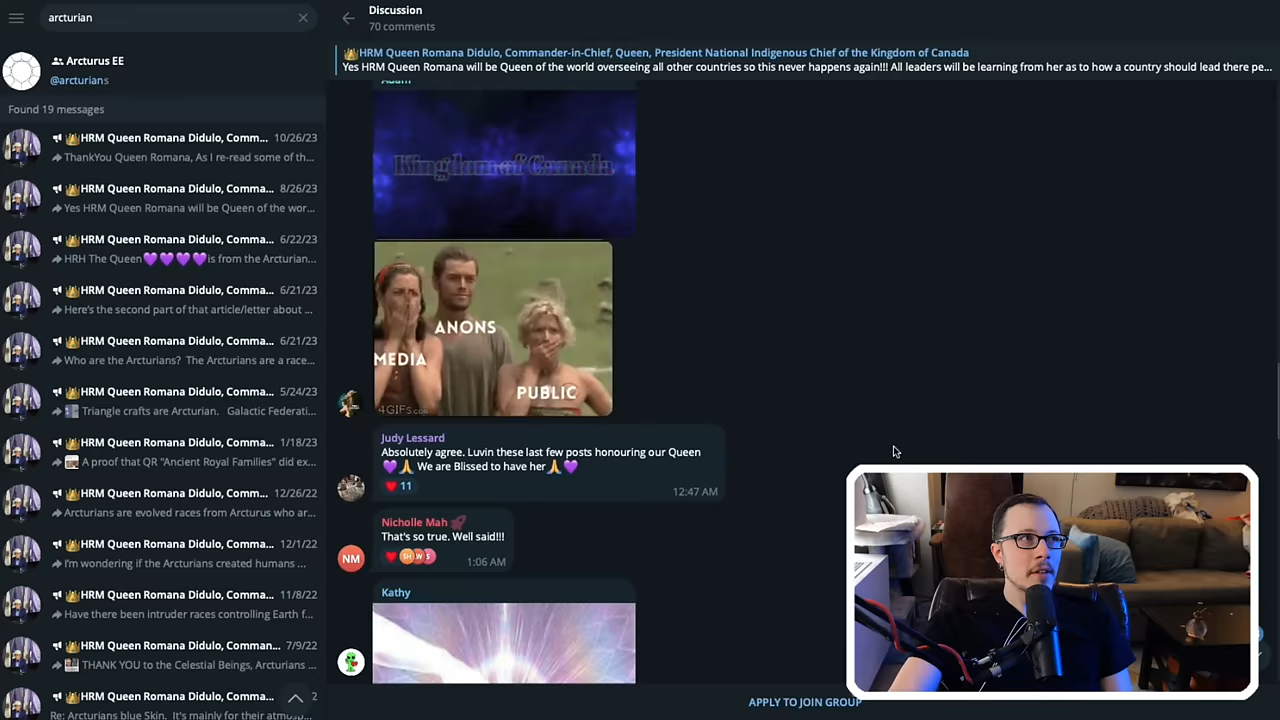 arcturian
Arcturus EE
@arcturians
Found 19 messages
HRM Queen Romana Didulo, Comm... 10/26/23
ThankYou Queen Romana, As I re-read some of th...
HRM Queen Romana Didulo, Comma... 8/26/23
Yes HRM Queen Romana will be Queen of the wor...
HRM Queen Romana Didulo, Comma... 6/22/23
HRH The Queen💜💜💜💜is from the Arcturian...
HRM Queen Romana Didulo, Comma... 6/21/23
Here's the second part of that article/letter about ...
HRM Queen Romana Didulo, Comma... 6/21/23
Who are the Arcturians? The Arcturians are a race...
HRM Queen Romana Didulo, Comma... 5/24/23
Triangle crafts are Arcturian. Galactic Federati...
HRM Queen Romana Didulo, Comma... 1/18/23
A proof that QR "Ancient Royal Families" did ex...
HRM Queen Romana Didulo, Comma... 12/26/22
Arcturians are evolved races from Arcturus who ar...
HRM Queen Romana Didulo, Comma... 12/1/22
I'm wondering if the Arcturians created humans ...
HRM Queen Romana Didulo, Comma... 11/8/22
Have there been intruder races controlling Earth f...
HRM Queen Romana Didulo, Comma... 7/9/22
THANK YOU to the Celestial Beings, Arcturians ...
HRM Queen Romana Didulo, Comma... 2
Re: Arcturians blue Skin. It's mainly for their atmosp...
Discussion
70 comments
👑HRM Queen Romana Didulo, Commander-in-Chief, Queen, President National Indigenous Chief of the Kingdom of Canada
Yes HRM Queen Romana will be Queen of the world overseeing all other countries so this never happens again!!! All leaders will be learning from her as to how a country should lead there pe...
Adam
Kingdom of Canada
ANONS
MEDIA
PUBLIC
4GIFs.com
Judy Lessard
Absolutely agree. Luvin these last few posts honouring our Queen
💜🙏 We are Blissed to have her🙏💜
11
12:47 AM
Nicholle Mah 🚀
That's so true. Well said!!!
NM
1:06 AM
Kathy
APPLY TO JOIN GROUP